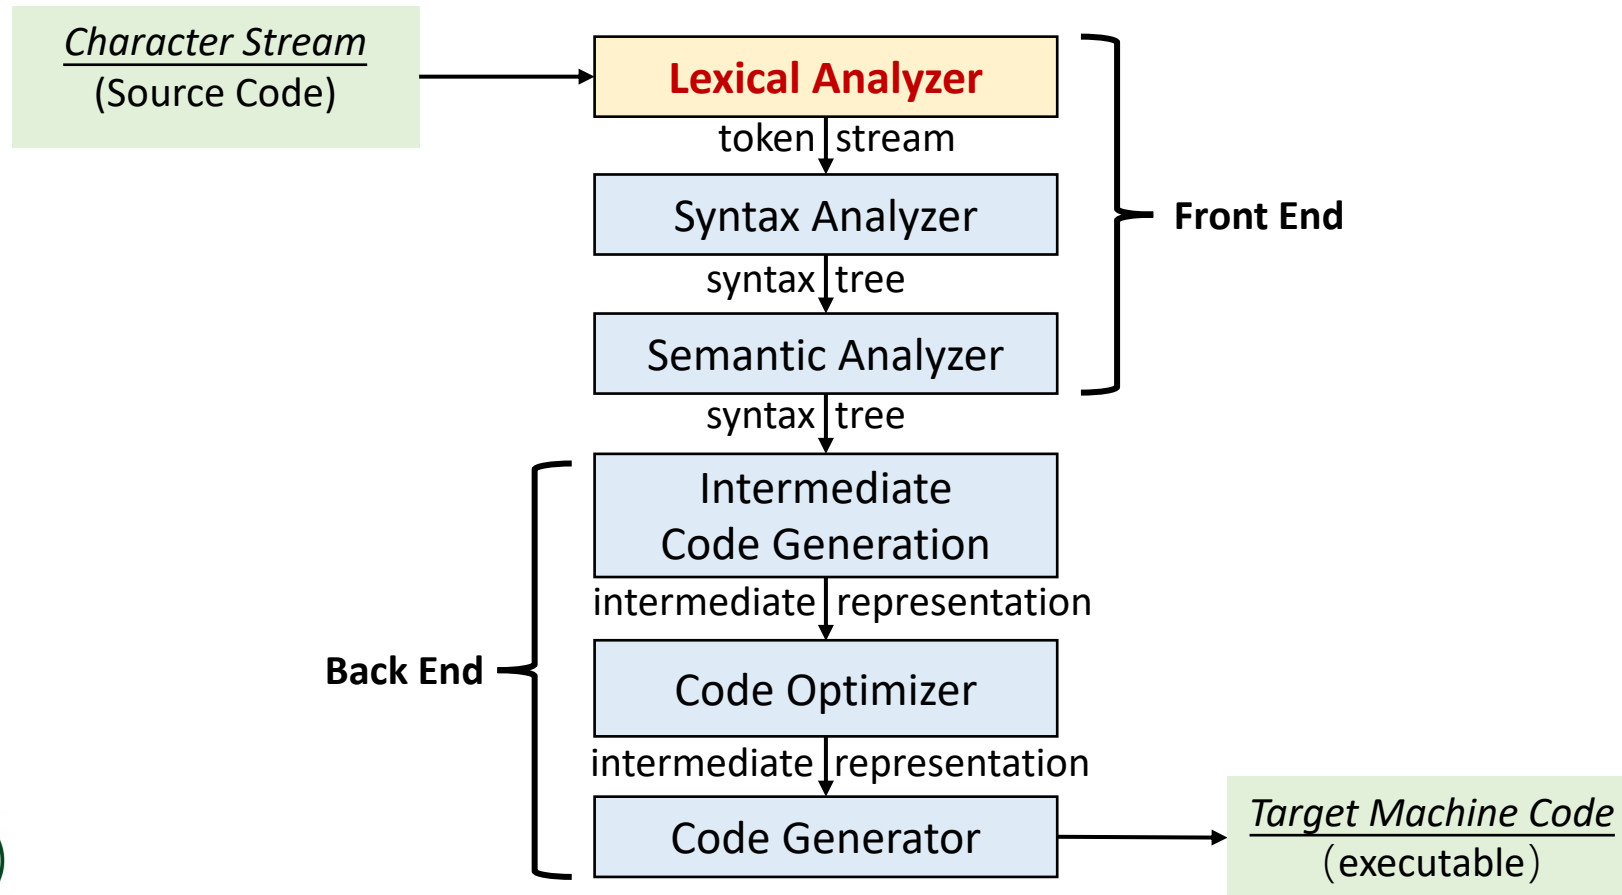 Character Stream
(Source Code)
Lexical Analyzer
token stream
Syntax Analyzer
syntax tree
Semantic Analyzer
syntax tree
Front End
Intermediate
Code Generation
intermediate representation
Code Optimizer
intermediate representation
Code Generator
Back End
Target Machine Code
（executable）